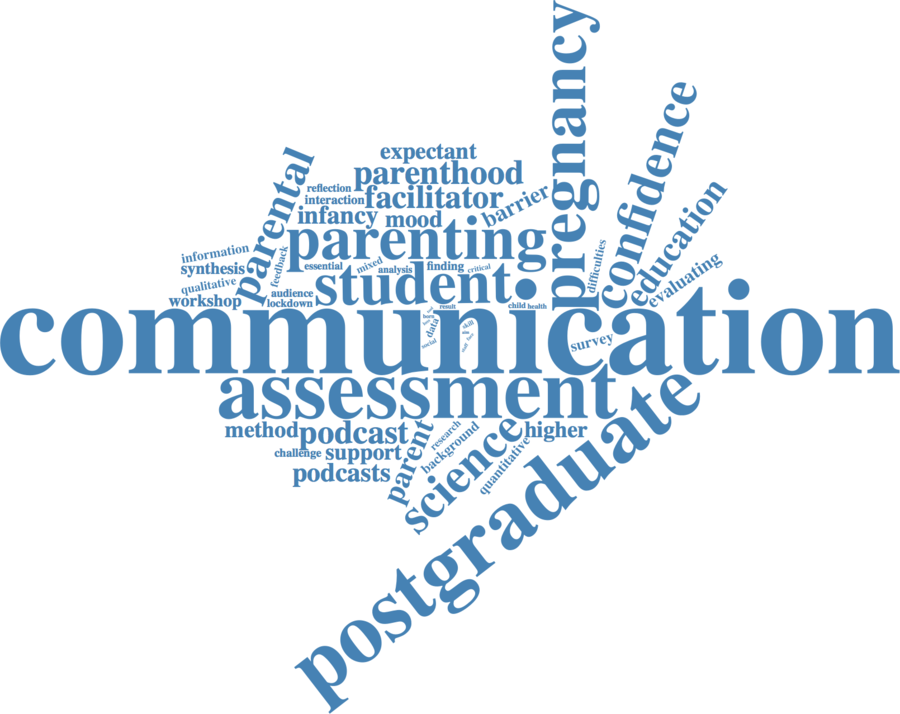 pregnancy
confidence
expectant
parental
parenthood
reflection
facilitator
interaction
barrier
education
infancy
mood
parenting
information
feedback
difficulties
synthesis
essential
mixed
analysis
finding
critical
evaluating
qualitative
student
workshop
audience
lockdown
child
health
result
communication
born
data
skill
social
survey
assessment
postgraduate
method
podcast
parent
research
background
science
higher
quantitative
challenge
support
podcasts